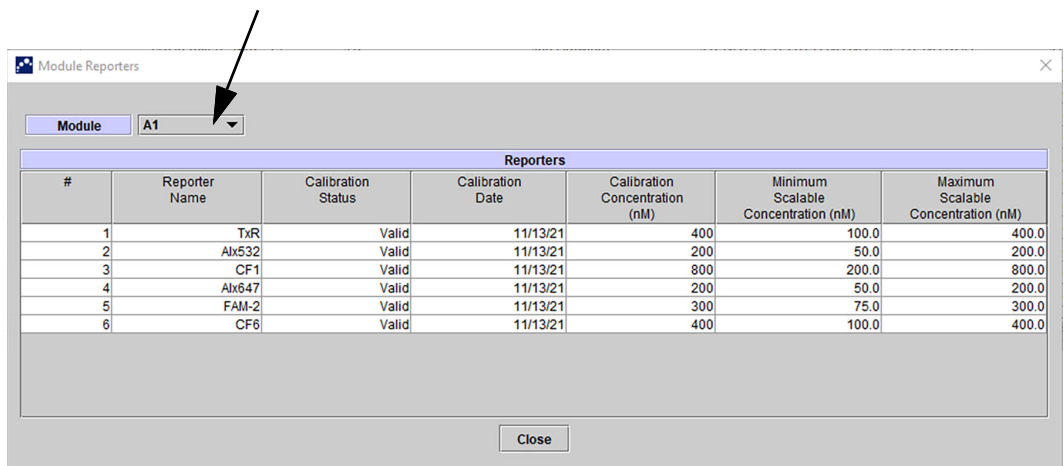 Module Reporters
Module A1
Reporters
# Reporter Name Calibration Status Calibration Date Calibration Concentration (nM) Minimum Scalable Concentration (nM) Maximum Scalable Concentration (nM)
1 TxR Valid 11/13/21 400 100.0 400.0
2 Alx532 Valid 11/13/21 200 50.0 200.0
3 CF1 Valid 11/13/21 800 200.0 800.0
4 Alx647 Valid 11/13/21 200 50.0 200.0
5 FAM-2 Valid 11/13/21 300 75.0 300.0
6 CF6 Valid 11/13/21 400 100.0 400.0
Close